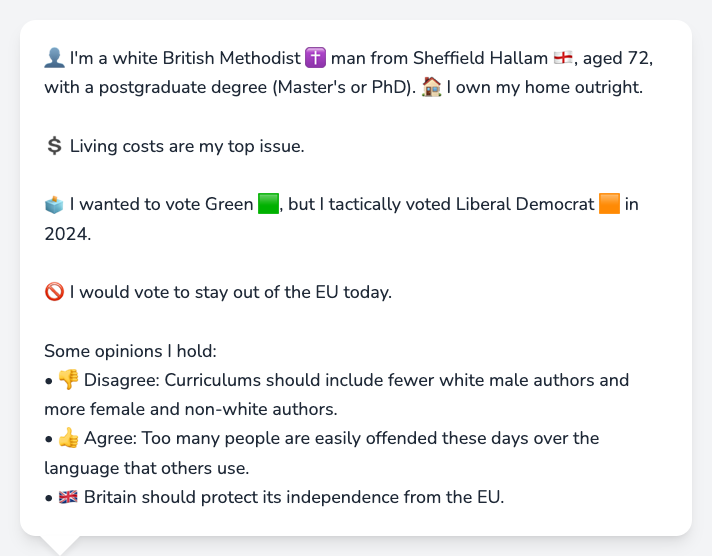 👤 I'm a white British Methodist ✝️ man from Sheffield Hallam 🏴󠁧󠁢󠁥󠁮󠁧󠁿, aged 72,
with a postgraduate degree (Master's or PhD). 🏠 I own my home outright.
💲 Living costs are my top issue.
🗳️ I wanted to vote Green 🟩, but I tactically voted Liberal Democrat 🟧 in
2024.
🚫 I would vote to stay out of the EU today.
Some opinions I hold:
• 👎 Disagree: Curriculums should include fewer white male authors and
more female and non-white authors.
• 👍 Agree: Too many people are easily offended these days over the
language that others use.
• 🇬🇧 Britain should protect its independence from the EU.